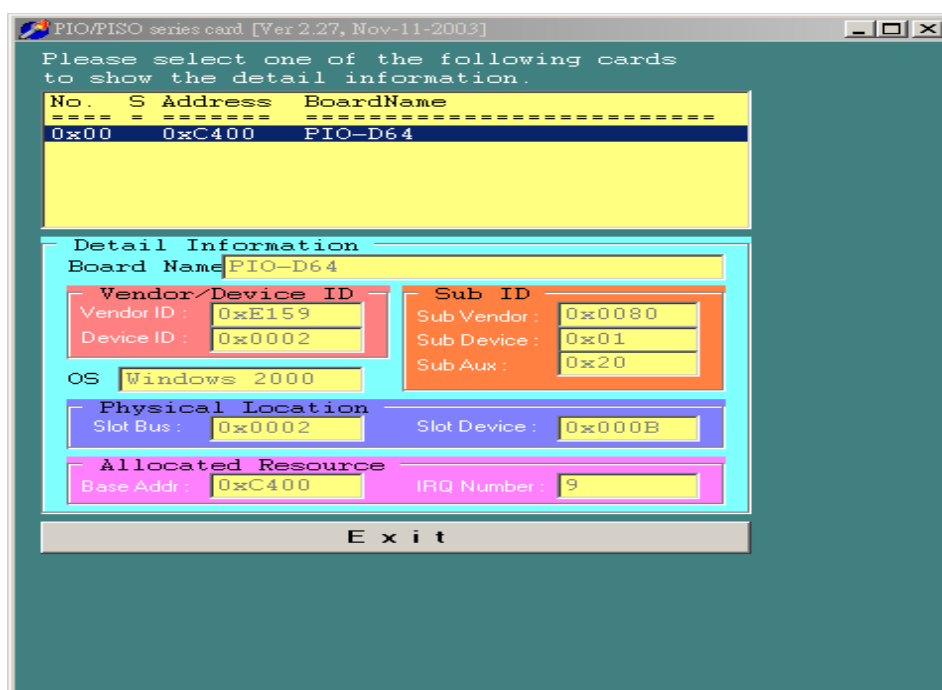 PIO/PISO series card [Ver 2.27, Nov-11-2003]
Please select one of the following cards
to show the detail information.
No. S Address BoardName
==== = ======= ==========================
0x00 0xC400 PIO-D64
Detail Information
Board Name PIO-D64
Vendor/Device ID
Vendor ID : 0xE159
Device ID : 0x0002
Sub ID
Sub Vendor : 0x0080
Sub Device : 0x01
Sub Aux : 0x20
OS Windows 2000
Physical Location
Slot Bus : 0x0002 Slot Device : 0x000B
Allocated Resource
Base Addr : 0xC400 IRQ Number : 9
Exit